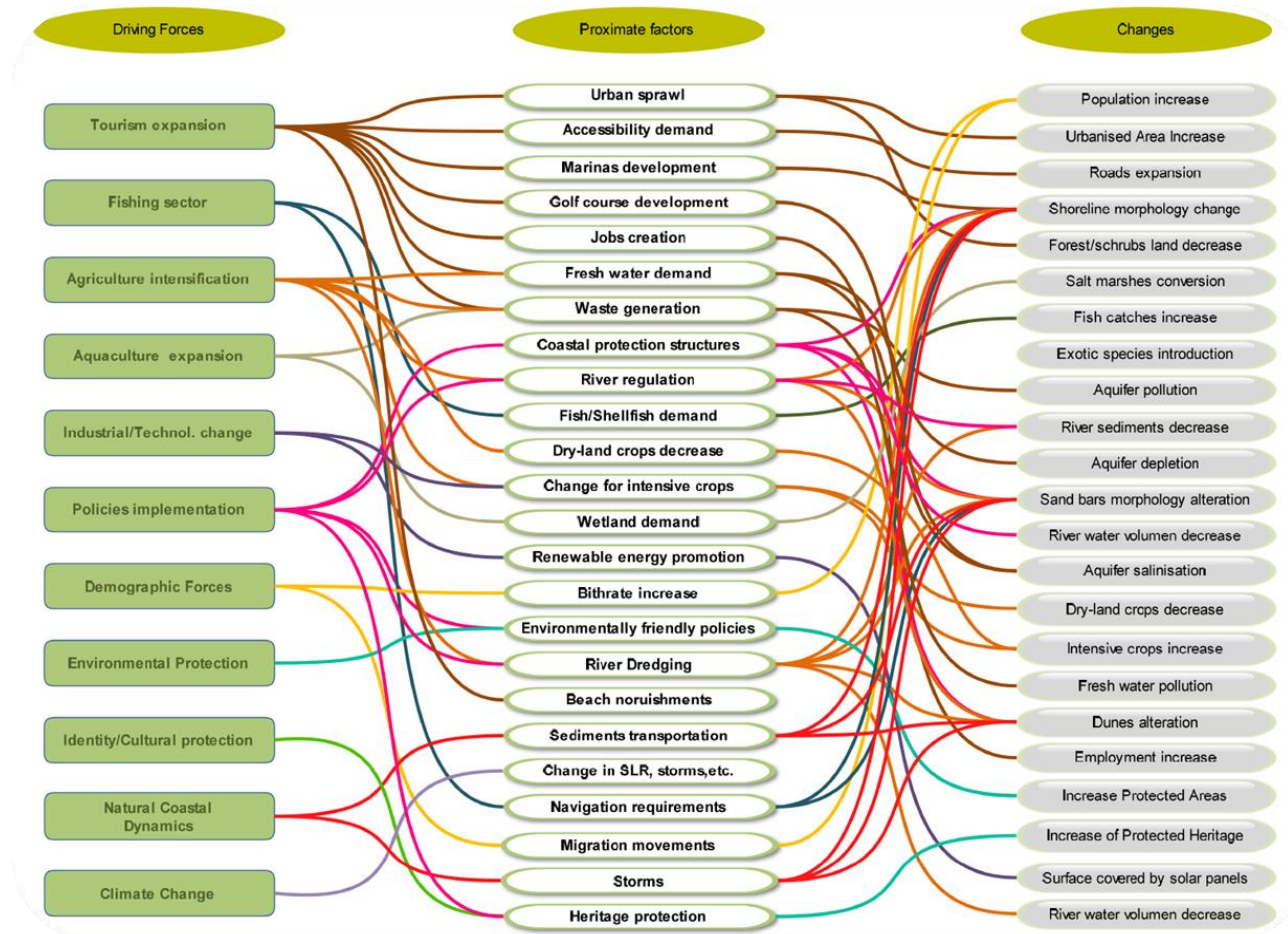 Driving Forces
Proximate factors
Changes
Tourism expansion
Fishing sector
Agriculture intensification
Aquaculture expansion
Industrial/Technol. change
Policies implementation
Demographic Forces
Environmental Protection
Identity/Cultural protection
Natural Coastal
Dynamics
Climate Change
Urban sprawl
Accessibility demand
Marinas development
Golf course development
Jobs creation
Fresh water demand
Waste generation
Coastal protection structures
River regulation
Fish/Shellfish demand
Dry-land crops decrease
Change for intensive crops
Wetland demand
Renewable energy promotion
Bithrate increase
Environmentally friendly policies
River Dredging
Beach noruishments
Sediments transportation
Change in SLR, storms,etc.
Navigation requirements
Migration movements
Storms
Heritage protection
Population increase
Urbanised Area Increase
Roads expansion
Shoreline morphology change
Forest/schrubs land decrease
Salt marshes conversion
Fish catches increase
Exotic species introduction
Aquifer pollution
River sediments decrease
Aquifer depletion
Sand bars morphology alteration
River water volumen decrease
Aquifer salinisation
Dry-land crops decrease
Intensive crops increase
Fresh water pollution
Dunes alteration
Employment increase
Increase Protected Areas
Increase of Protected Heritage
Surface covered by solar panels
River water volumen decrease